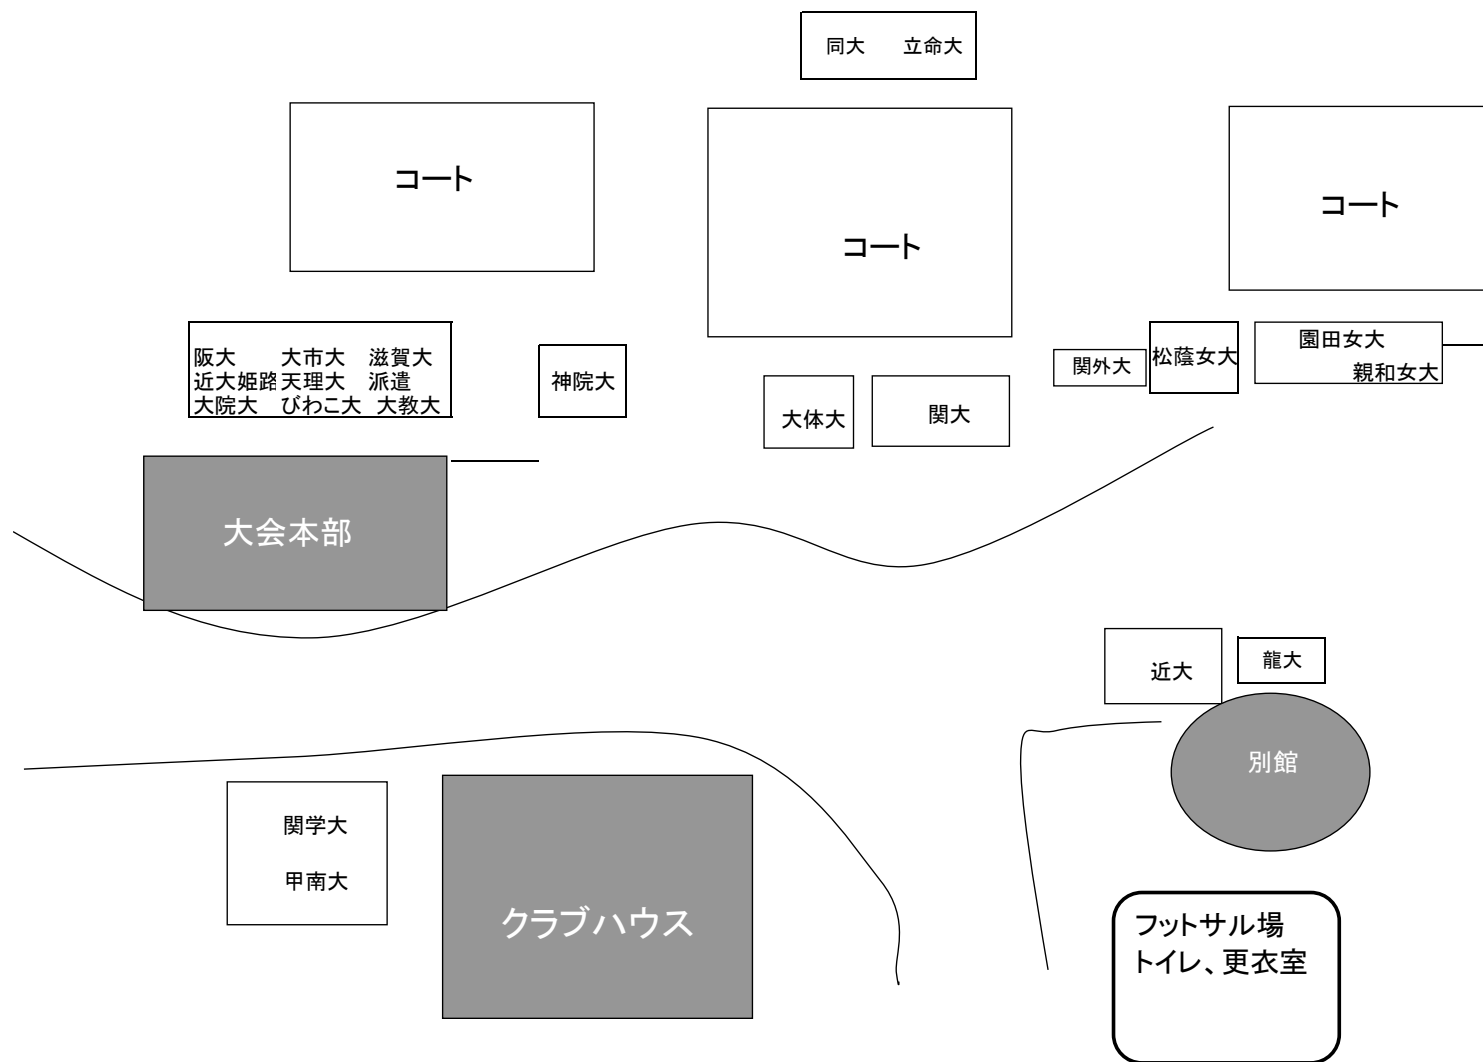 同大 立命大
コート
コート
コート
阪大 大市大 滋賀大
近大姫路 天理大 派遣
大院大 びわこ大 大教大
神院大
大体大
関大
関外大
松蔭女大
園田女大
親和女大
大会本部
近大
龍大
別館
関学大
甲南大
クラブハウス
フットサル場
トイレ、更衣室